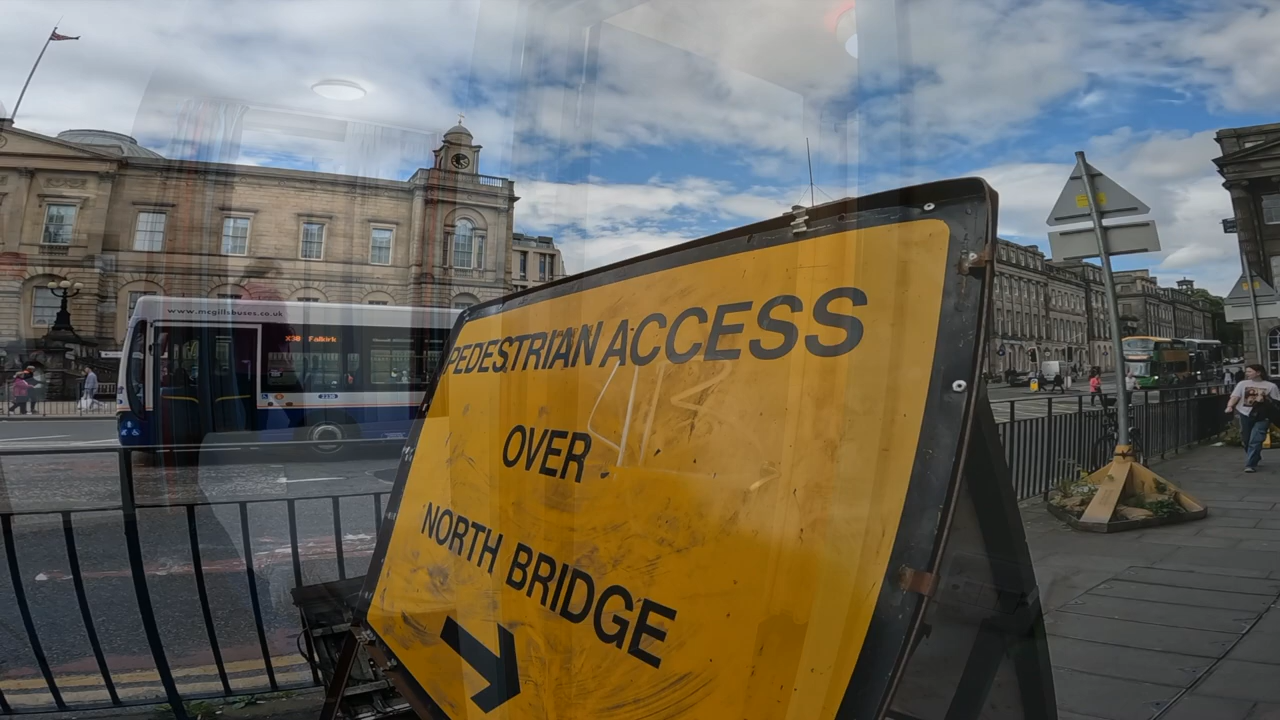 www.mcgillsbuses.co.uk
X38 Falkirk
PEDESTRIAN ACCESS
OVER
NORTH BRIDGE